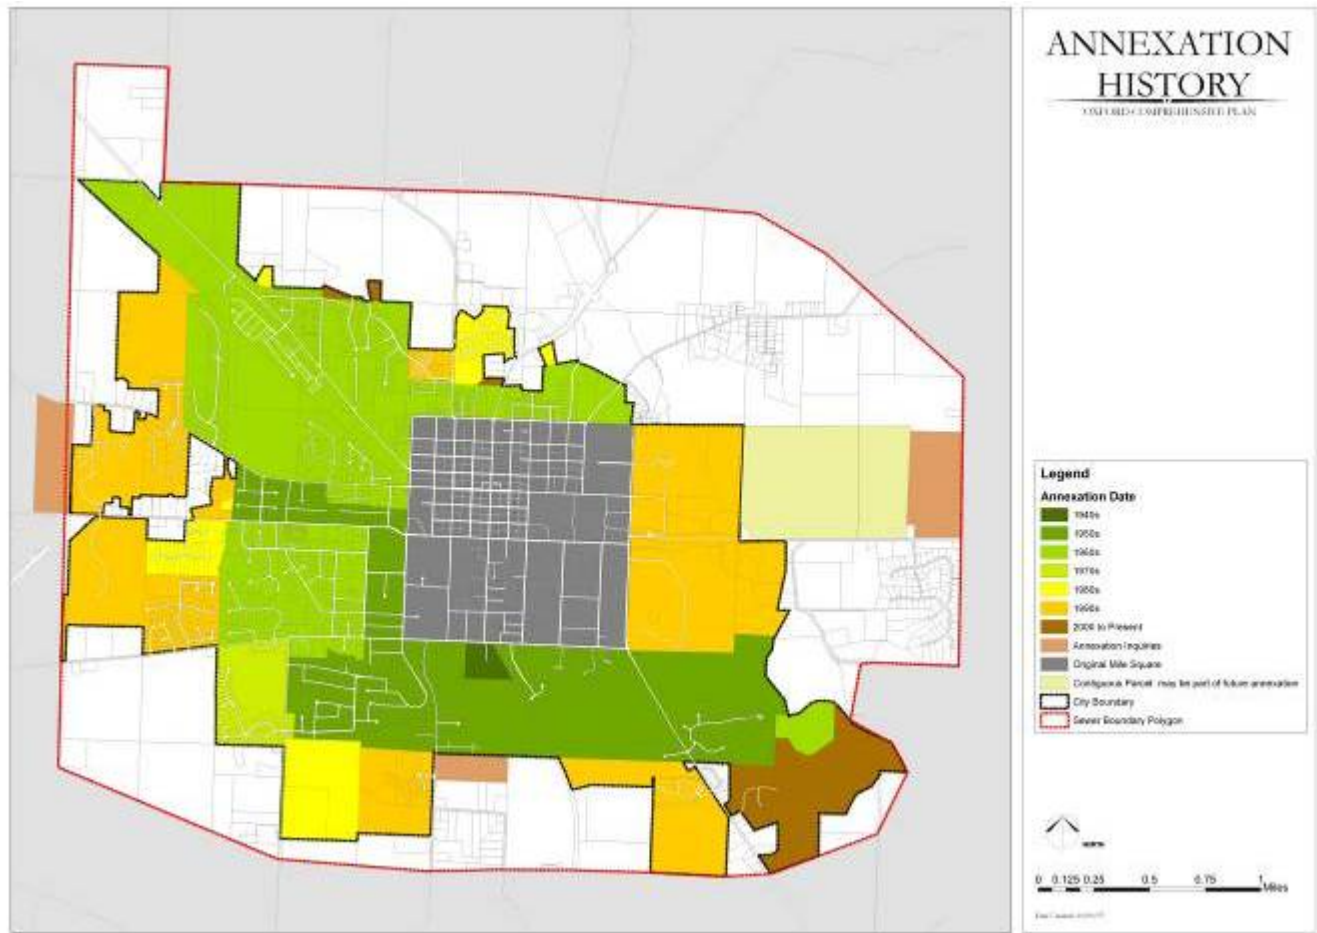 ANNEXATION
HISTORY
OXFORD COMPREHENSIVE PLAN
Legend
Annexation Date
1940s
1950s
1960s
1970s
1980s
1990s
2000 to Present
Annexation Inquiries
Original Mile Square
Contiguous Parcel may be part of future annexation
City Boundary
Sewer Boundary Polygon
NORTH
0 0.125 0.25 0.5 0.75 1
Miles